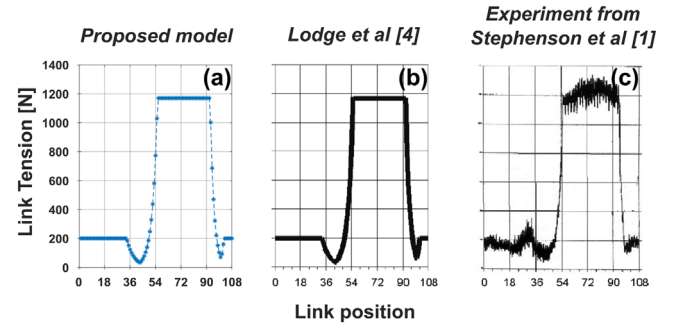 Proposed model
Lodge et al [4]
Experiment from
Stephenson et al [1]
Link Tension [N]
1400
1200
1000
800
600
400
200
0
(a)
(b)
(c)
0 18 36 54 72 90 108
0 18 36 54 72 90 108
0 18 36 54 72 90 108
Link position